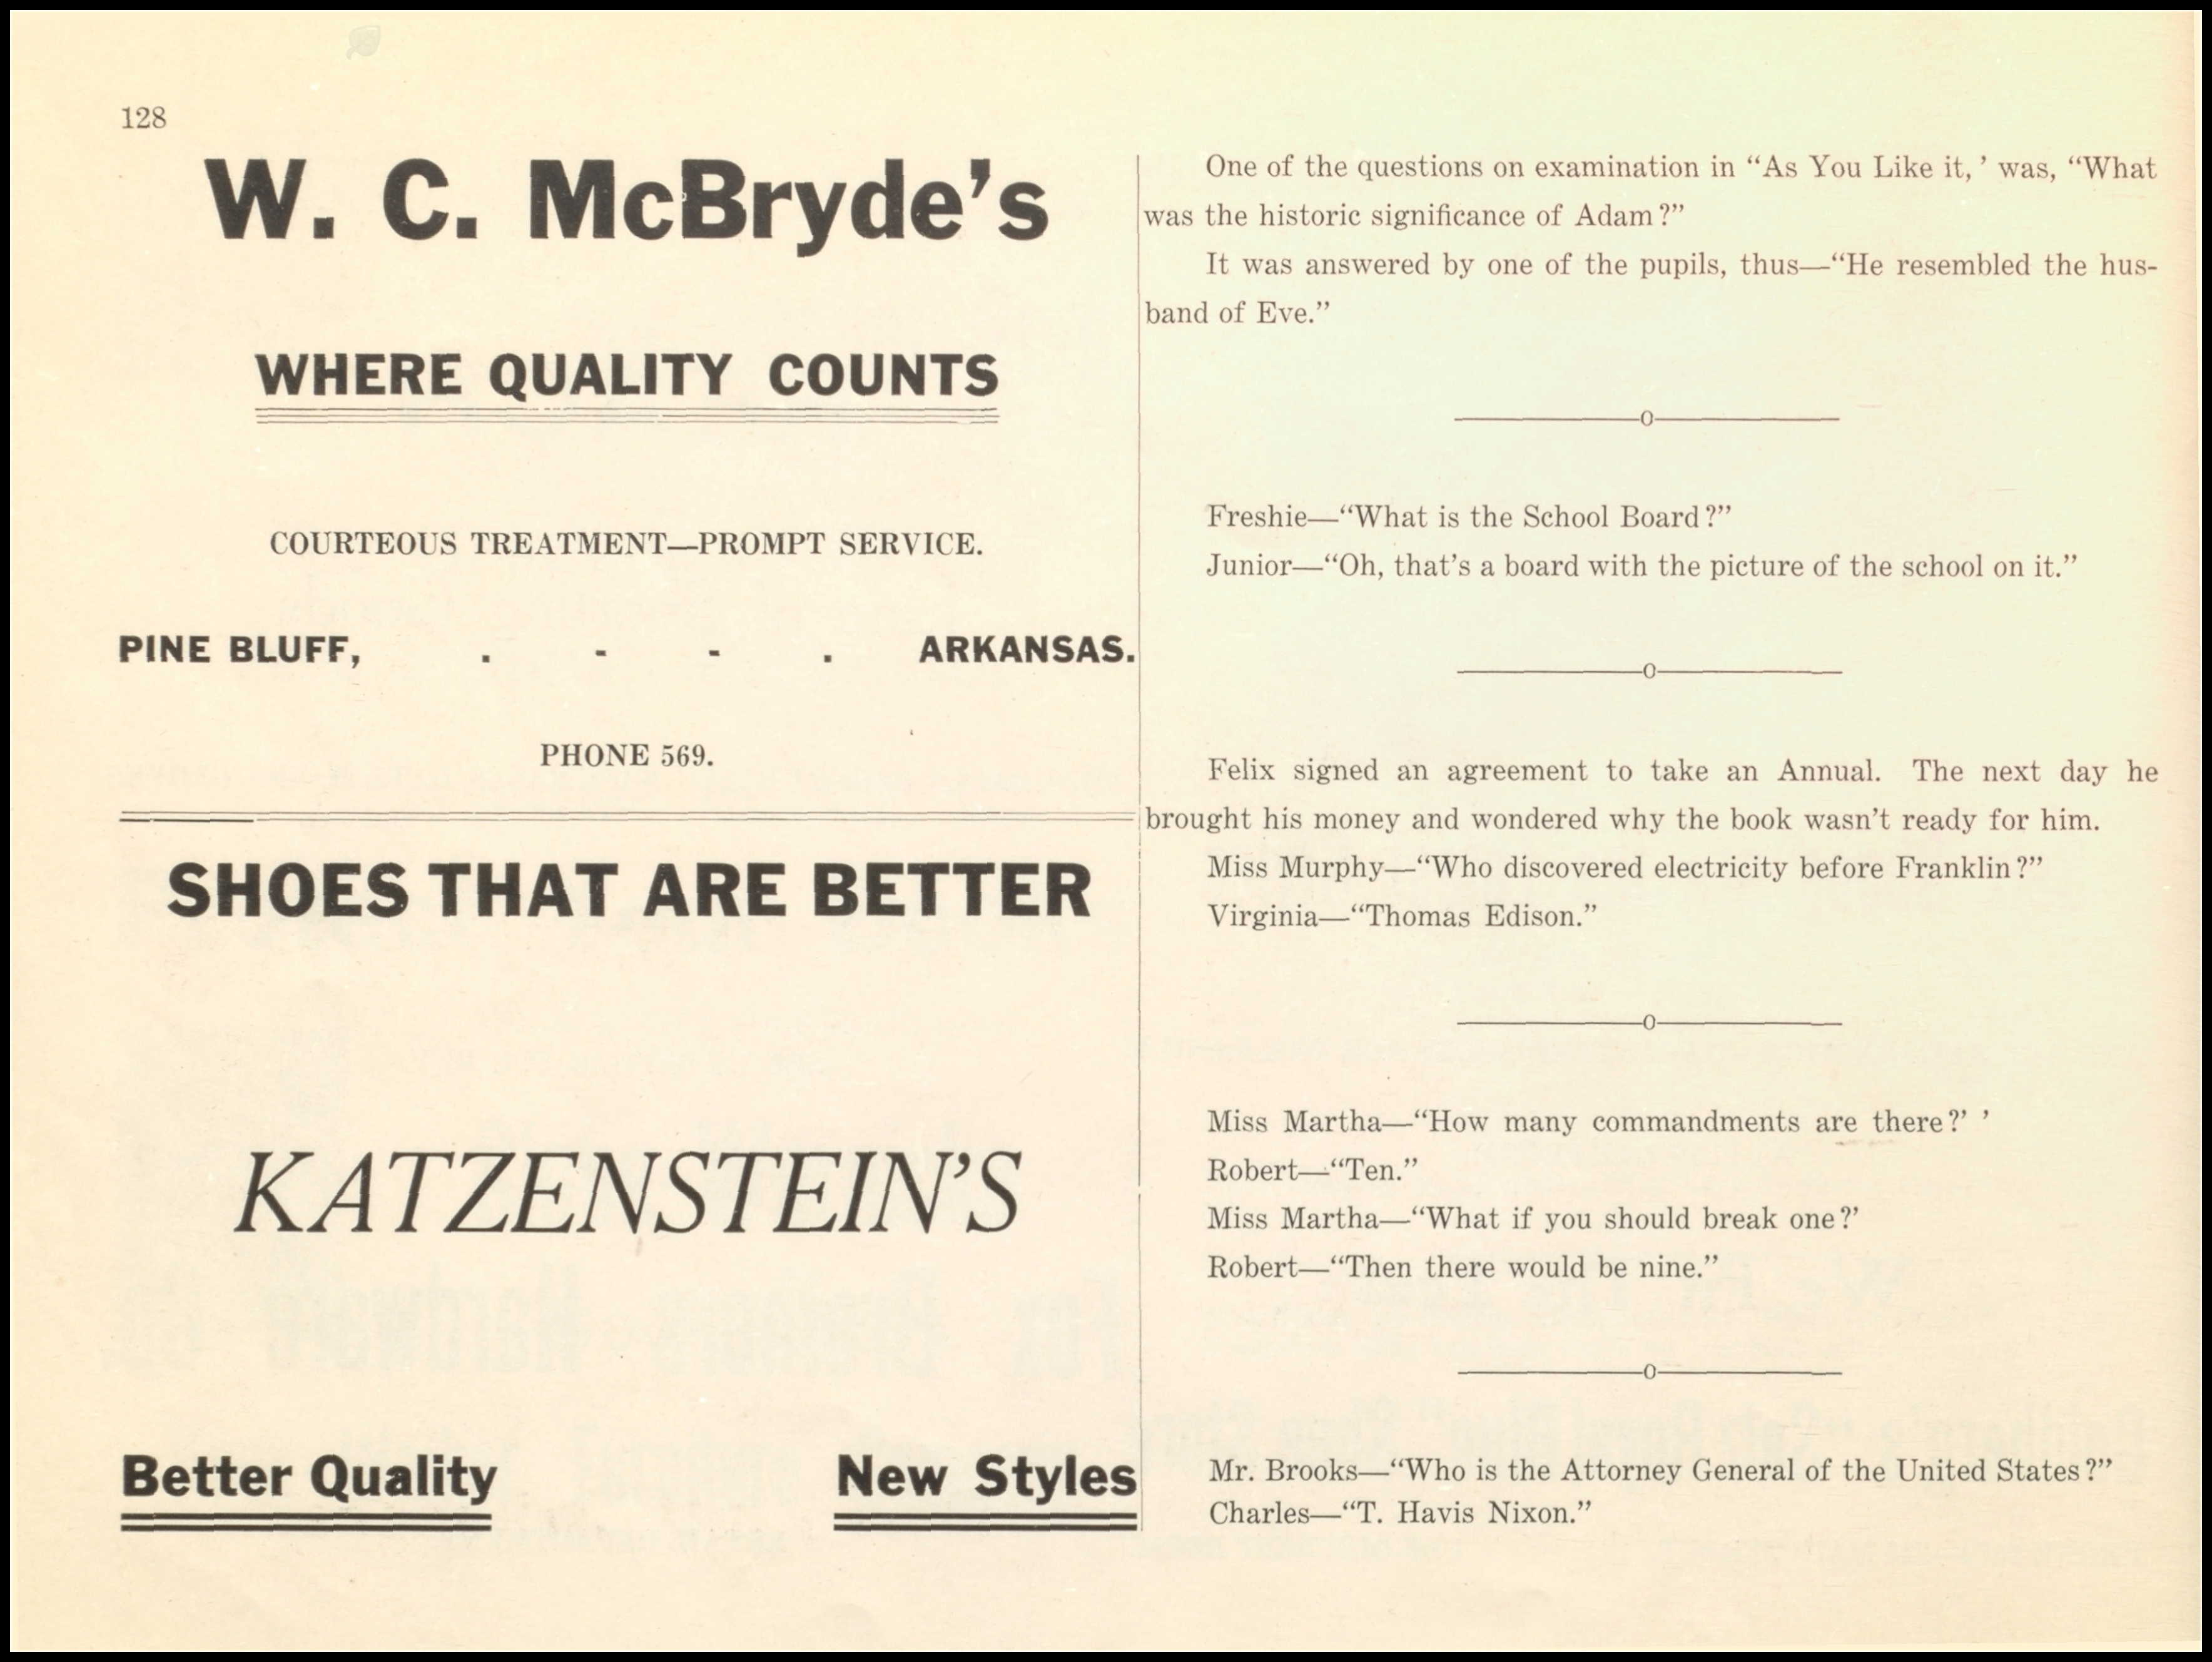 128
W. C. McBryde's
WHERE QUALITY COUNTS
COURTEOUS TREATMENT—PROMPT SERVICE.
PINE BLUFF, . - - . ARKANSAS.
PHONE 569.
SHOES THAT ARE BETTER
KATZENSTEIN'S
Better Quality New Styles
One of the questions on examination in “As You Like it, ’ was, “What
was the historic significance of Adam?”
It was answered by one of the pupils, thus—“He resembled the hus-
band of Eve.”
—o—
Freshie—“What is the School Board?”
Junior—“Oh, that’s a board with the picture of the school on it.”
—o—
Felix signed an agreement to take an Annual. The next day he
brought his money and wondered why the book wasn’t ready for him.
Miss Murphy—“Who discovered electricity before Franklin?”
Virginia—“Thomas Edison.”
—o—
Miss Martha—“How many commandments are there?’ ’
Robert—“Ten.”
Miss Martha—“What if you should break one?’
Robert—“Then there would be nine.”
—o—
Mr. Brooks—“Who is the Attorney General of the United States?”
Charles—“T. Havis Nixon.”